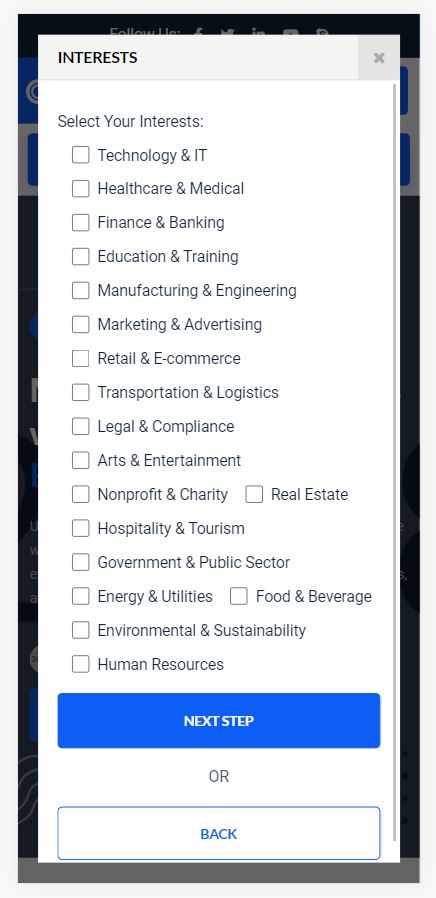 Follow Us:
INTERESTS
Select Your Interests:
Technology & IT
Healthcare & Medical
Finance & Banking
Education & Training
Manufacturing & Engineering
Marketing & Advertising
Retail & E-commerce
Transportation & Logistics
Legal & Compliance
Arts & Entertainment
Nonprofit & Charity Real Estate
Hospitality & Tourism
Government & Public Sector
Energy & Utilities Food & Beverage
Environmental & Sustainability
Human Resources
NEXT STEP
OR
BACK